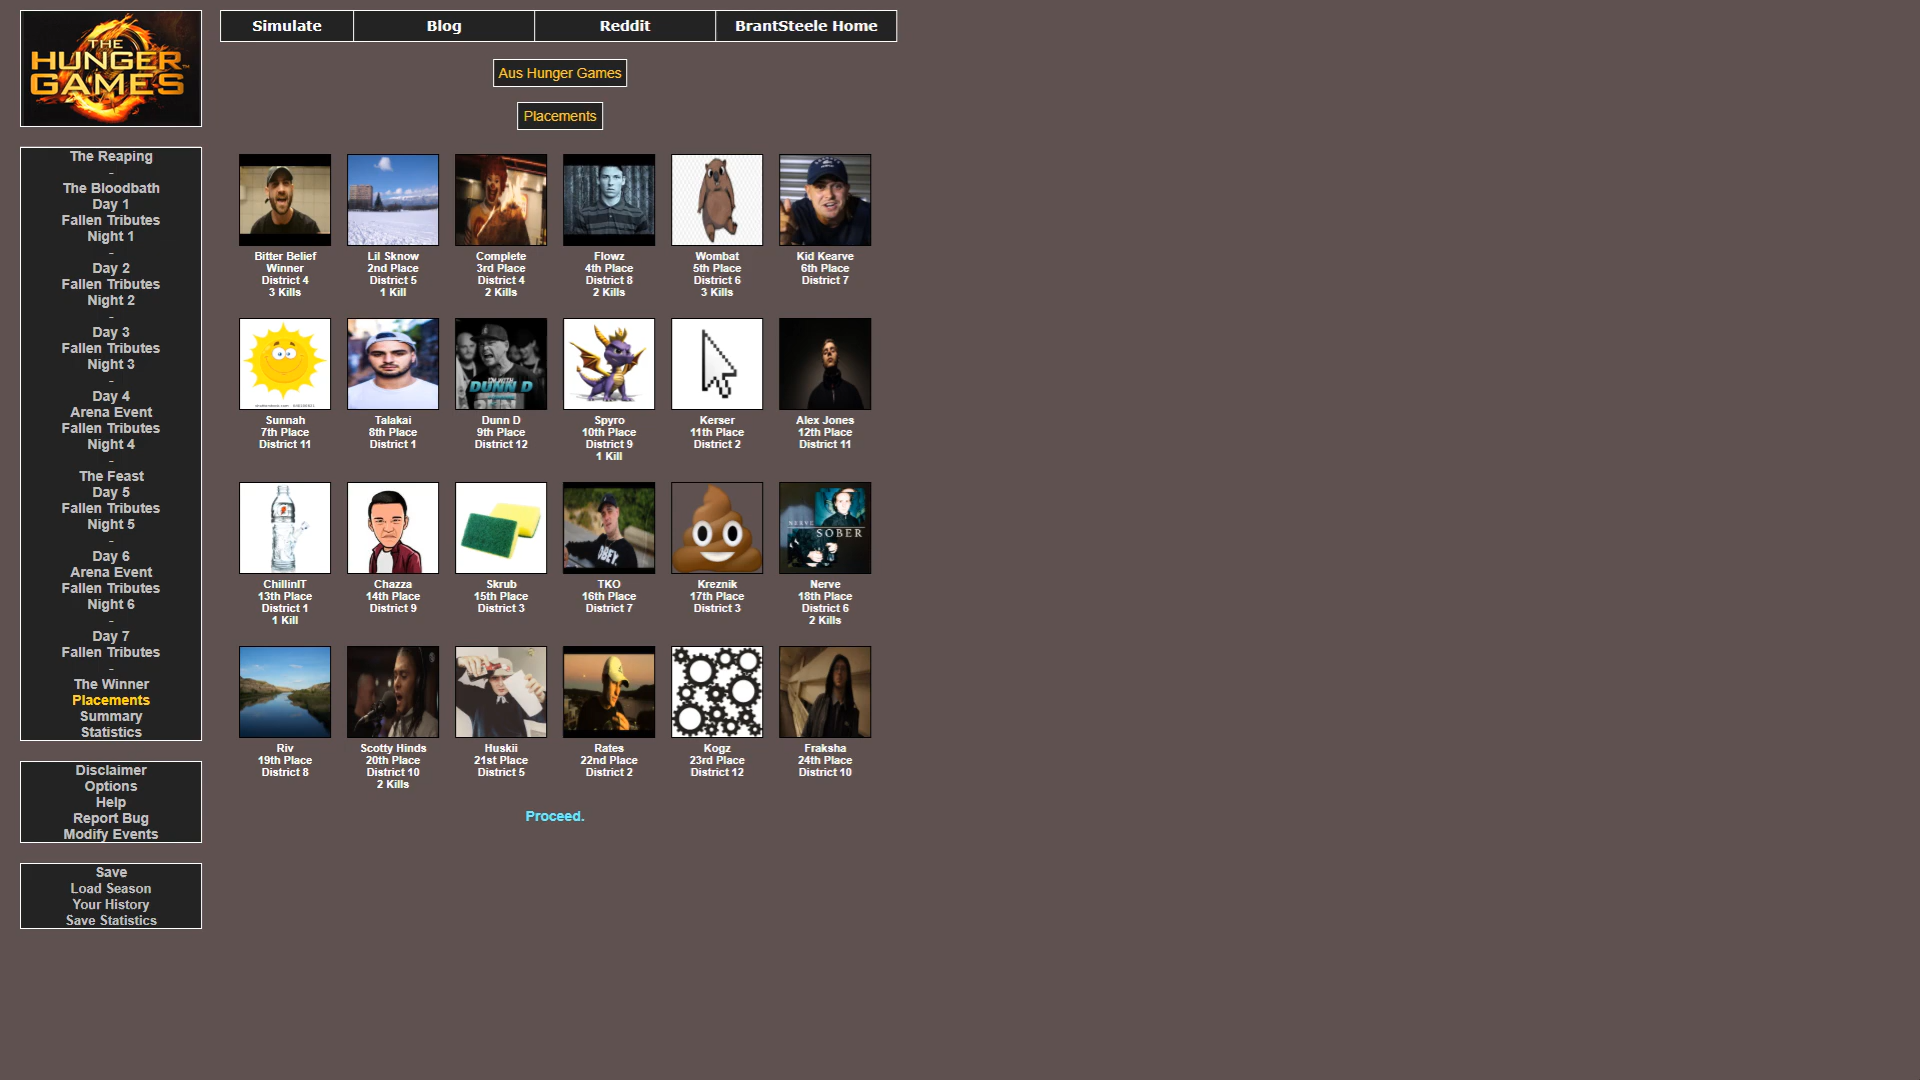 THE
HUNGER
GAMES
Simulate
Blog
Reddit
BrantSteele Home
Aus Hunger Games
Placements
The Reaping
-
The Bloodbath
Day 1
Fallen Tributes
Night 1
-
Day 2
Fallen Tributes
Night 2
-
Day 3
Fallen Tributes
Night 3
-
Day 4
Arena Event
Fallen Tributes
Night 4
-
The Feast
Day 5
Fallen Tributes
Night 5
-
Day 6
Arena Event
Fallen Tributes
Night 6
-
Day 7
Fallen Tributes
-
The Winner
Placements
Summary
Statistics
Disclaimer
Options
Help
Report Bug
Modify Events
Save
Load Season
Your History
Save Statistics
Bitter Belief
Winner
District 4
3 Kills
Lil Sknow
2nd Place
District 5
1 Kill
Complete
3rd Place
District 4
2 Kills
Flowz
4th Place
District 8
2 Kills
Wombat
5th Place
District 6
3 Kills
Kid Kearve
6th Place
District 7
Sunnah
7th Place
District 11
Talakai
8th Place
District 1
DUNN D
Dunn D
9th Place
District 12
Spyro
10th Place
District 9
1 Kill
Kerser
11th Place
District 2
Alex Jones
12th Place
District 11
ChillinIT
13th Place
District 1
1 Kill
Chazza
14th Place
District 9
Skrub
15th Place
District 3
OBEY
TKO
16th Place
District 7
Kreznik
17th Place
District 3
NERVE
SOBER
Nerve
18th Place
District 6
2 Kills
Riv
19th Place
District 8
Scotty Hinds
20th Place
District 10
2 Kills
Huskii
21st Place
District 5
Rates
22nd Place
District 2
Kogz
23rd Place
District 12
Fraksha
24th Place
District 10
Proceed.